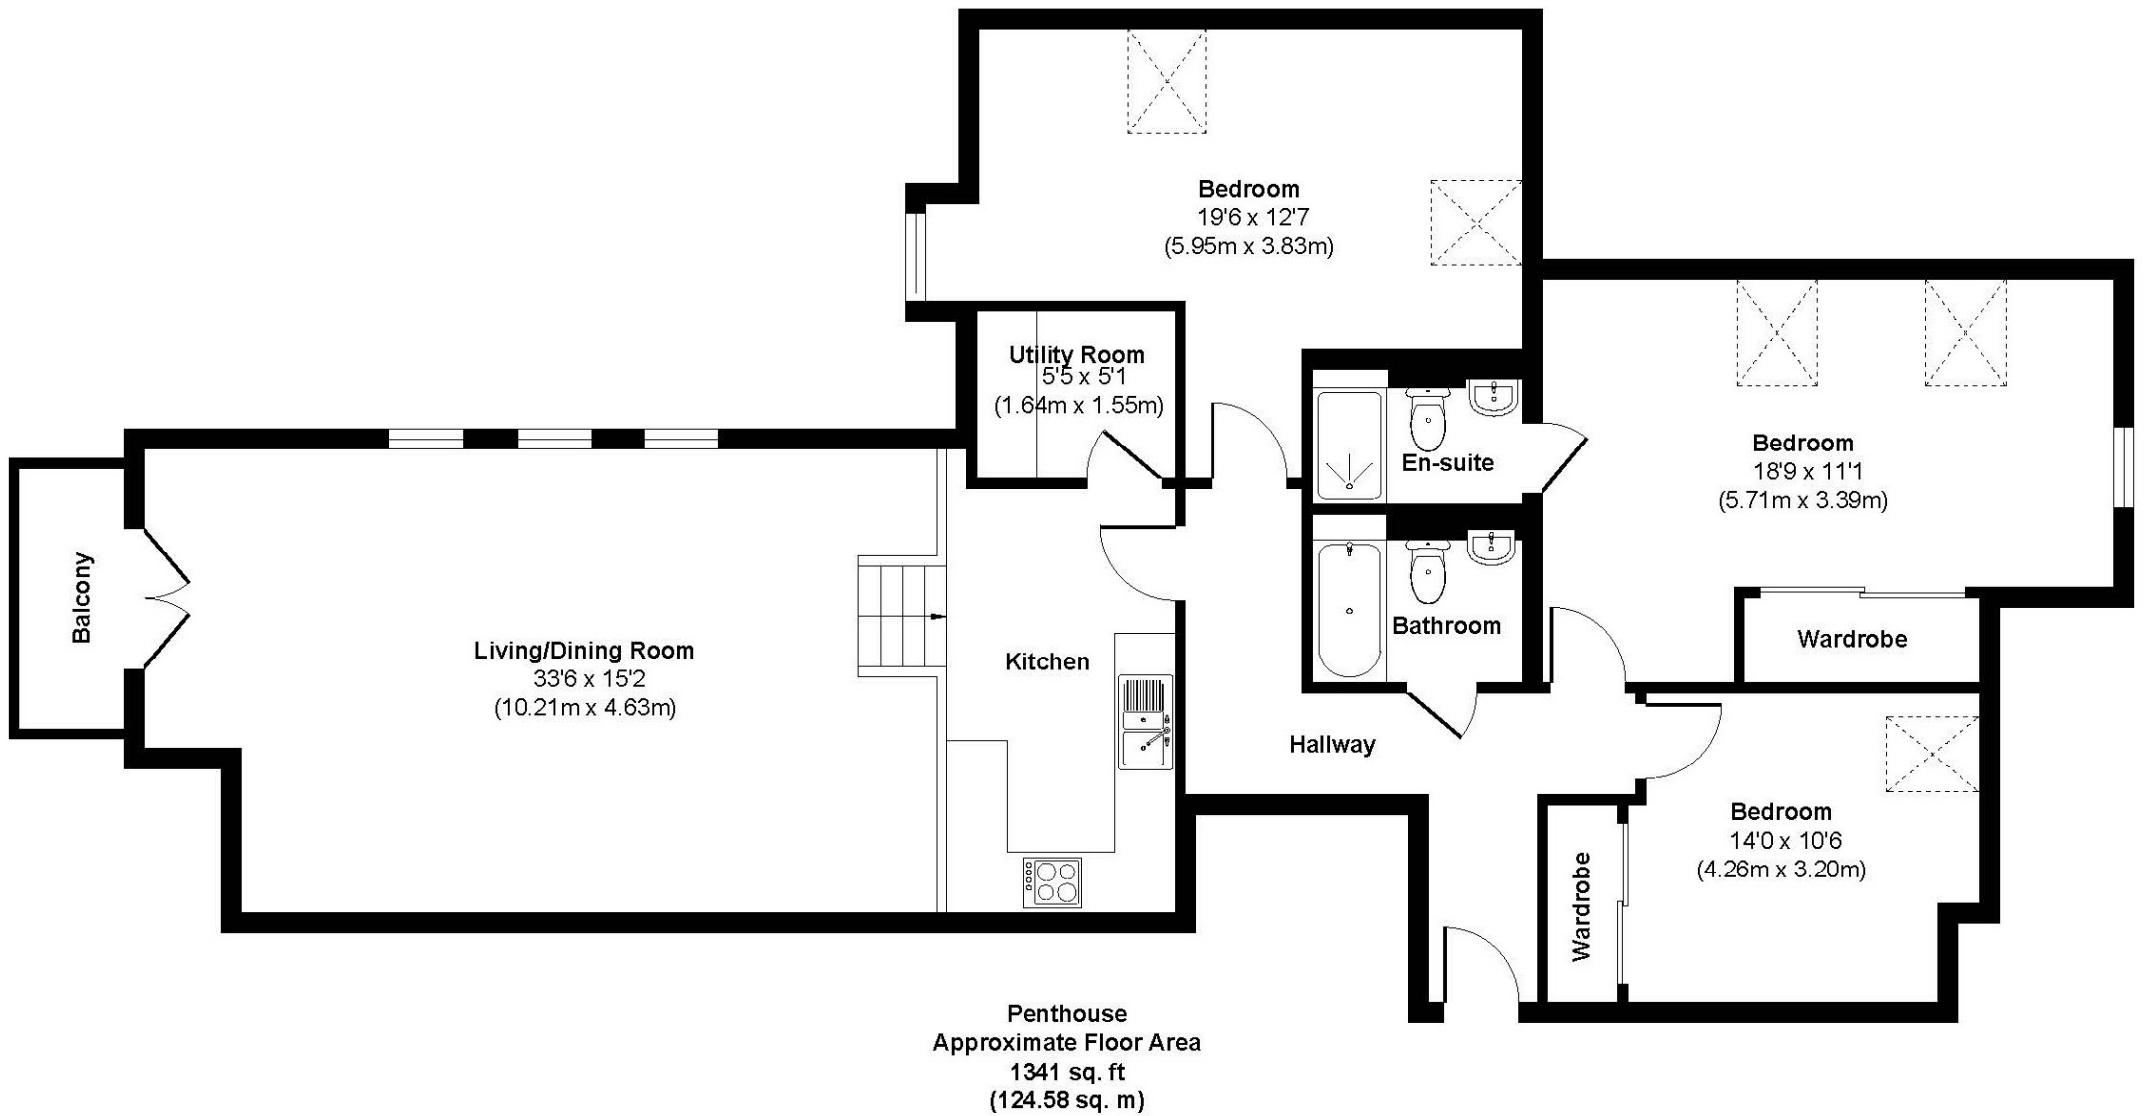 Bedroom
19'6 x 12'7
(5.95m x 3.83m)
Utility Room
5'5 x 5'1
(1.64m x 1.55m)
En-suite
Bedroom
18'9 x 11'1
(5.71m x 3.39m)
Balcony
Living/Dining Room
33'6 x 15'2
(10.21m x 4.63m)
Kitchen
Bathroom
Wardrobe
Hallway
Bedroom
14'0 x 10'6
(4.26m x 3.20m)
Wardrobe
Penthouse
Approximate Floor Area
1341 sq. ft
(124.58 sq. m)